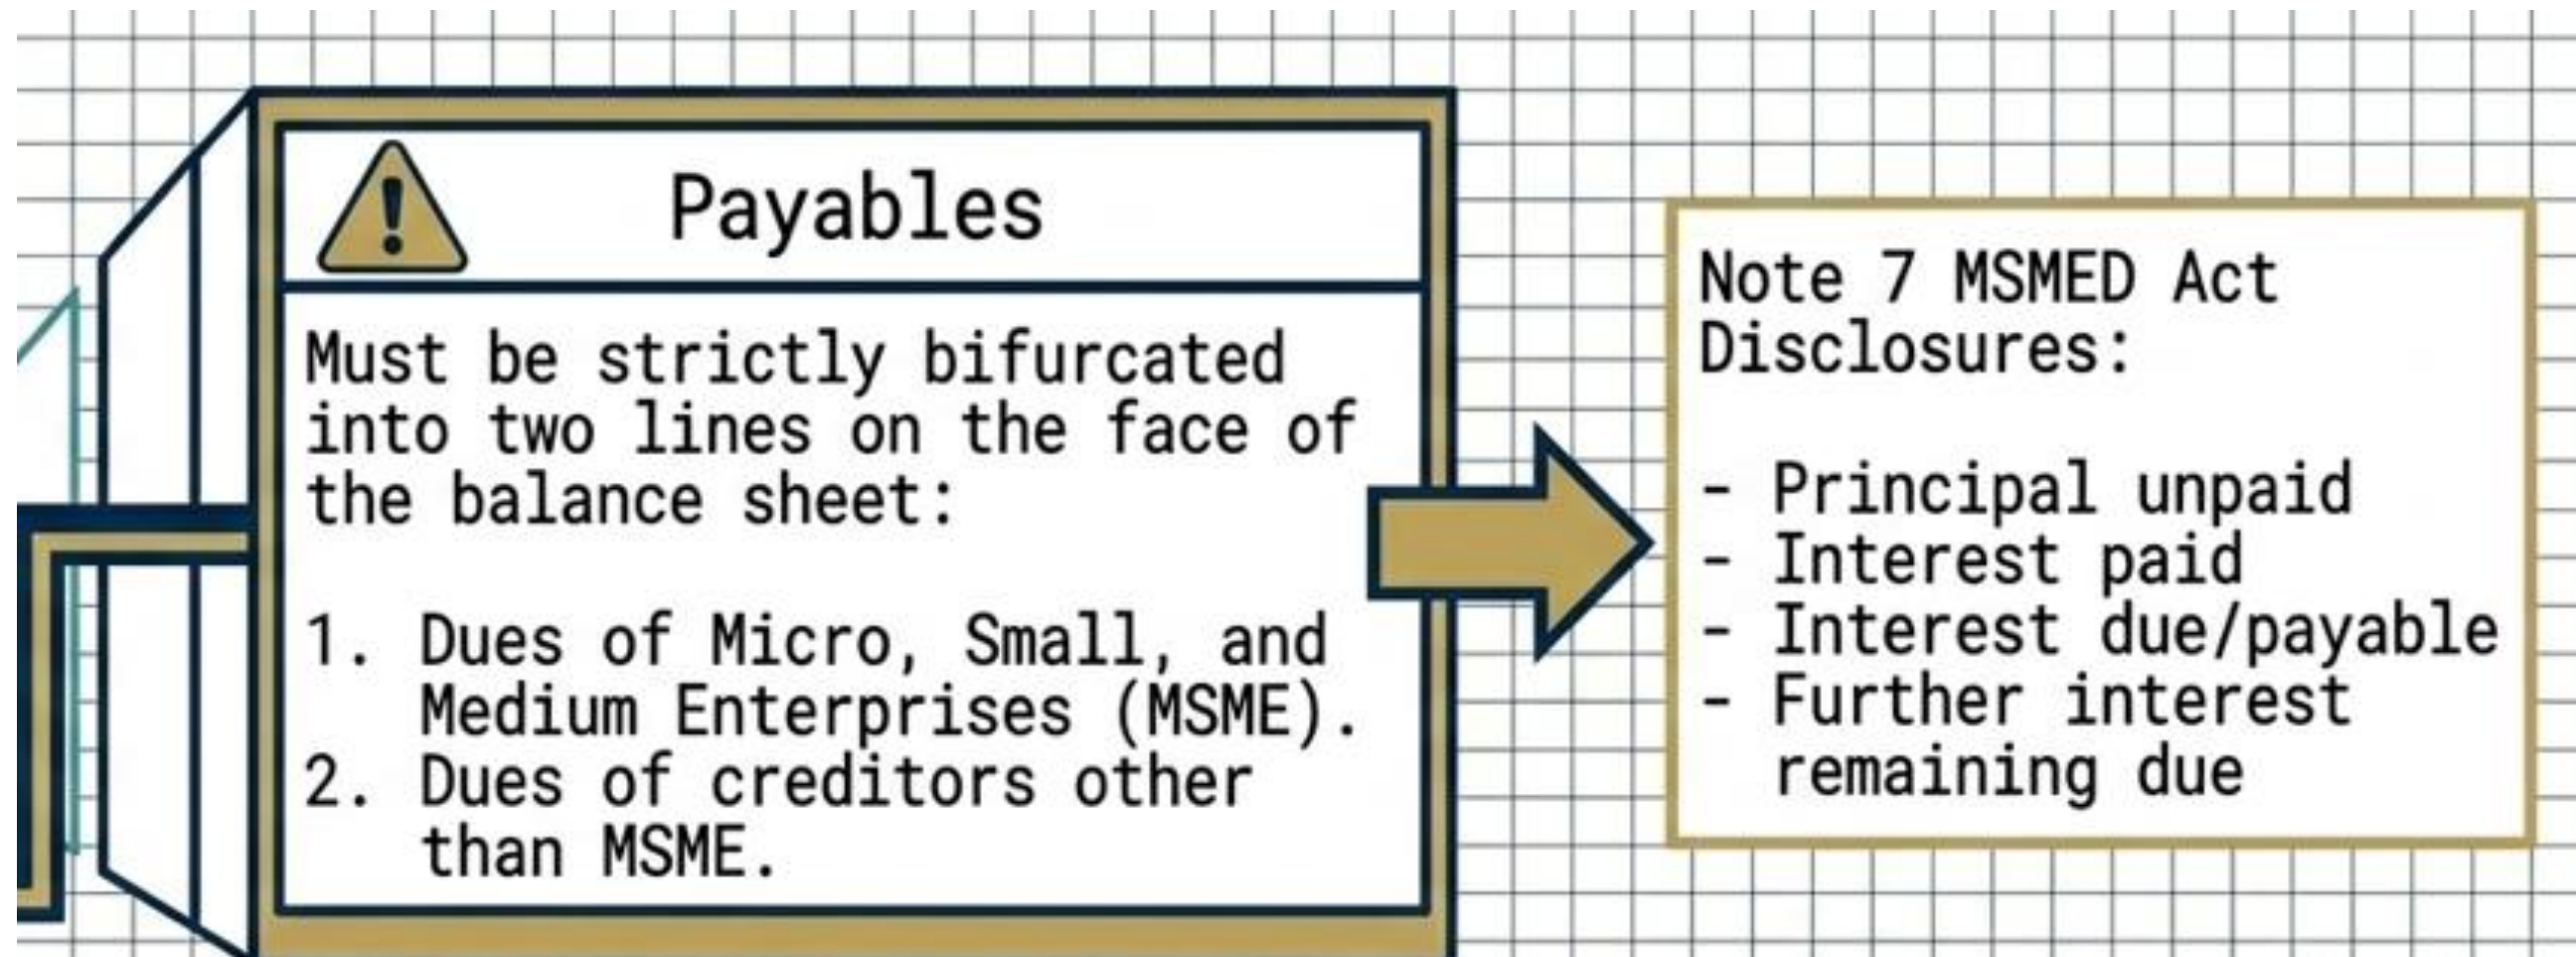 Payables
Must be strictly bifurcated
into two lines on the face of
the balance sheet:
1. Dues of Micro, Small, and
Medium Enterprises (MSME).
2. Dues of creditors other
than MSME.
Note 7 MSMED Act
Disclosures:
- Principal unpaid
- Interest paid
- Interest due/payable
- Further interest
remaining due